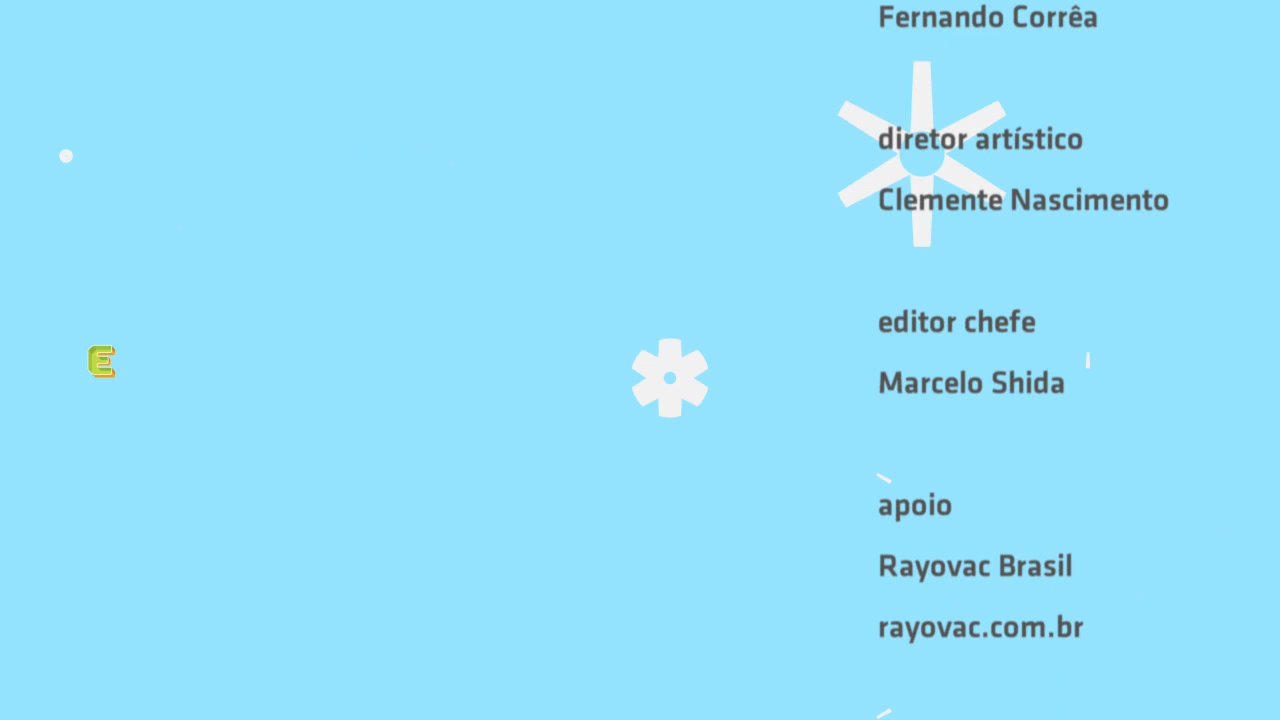 Fernando Corrêa
diretor artístico
Clemente Nascimento
editor chefe
E
Marcelo Shida
apoio
Rayovac Brasil
rayovac.com.br